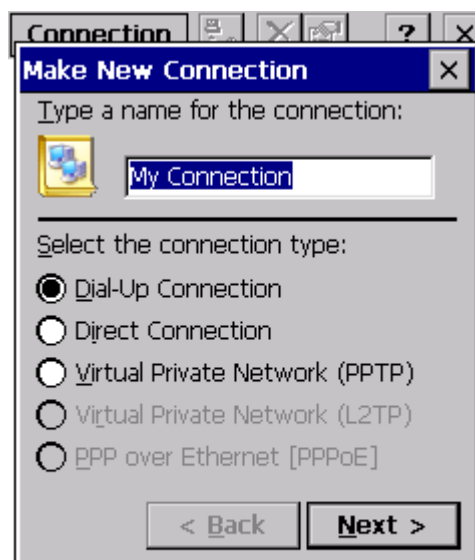 Connection ? ×
Make New Connection ×
Type a name for the connection:
My Connection
Select the connection type:
Dial-Up Connection
Direct Connection
Virtual Private Network (PPTP)
Virtual Private Network (L2TP)
PPP over Ethernet [PPPoE]
< Back Next >